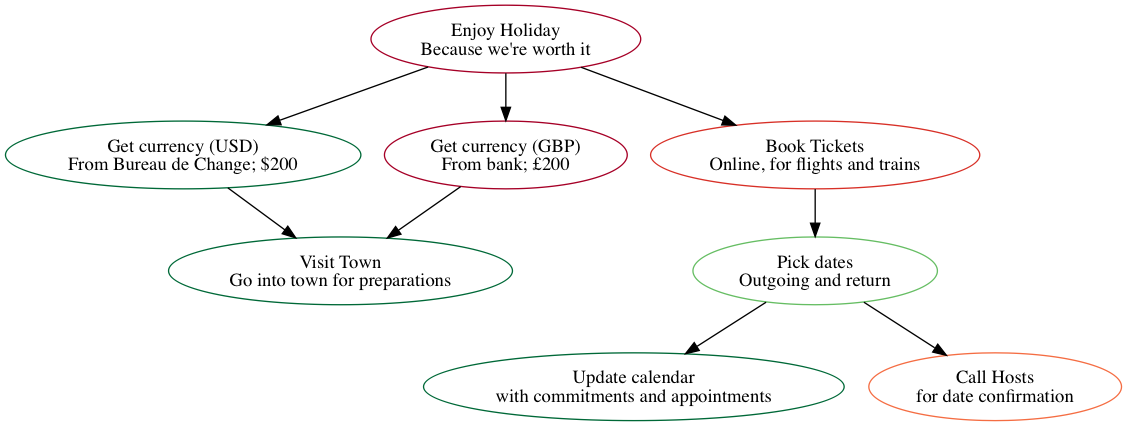 Enjoy Holiday
Because we're worth it
Get currency (USD)
From Bureau de Change; $200
Get currency (GBP)
From bank; £200
Book Tickets
Online, for flights and trains
Visit Town
Go into town for preparations
Pick dates
Outgoing and return
Update calendar
with commitments and appointments
Call Hosts
for date confirmation